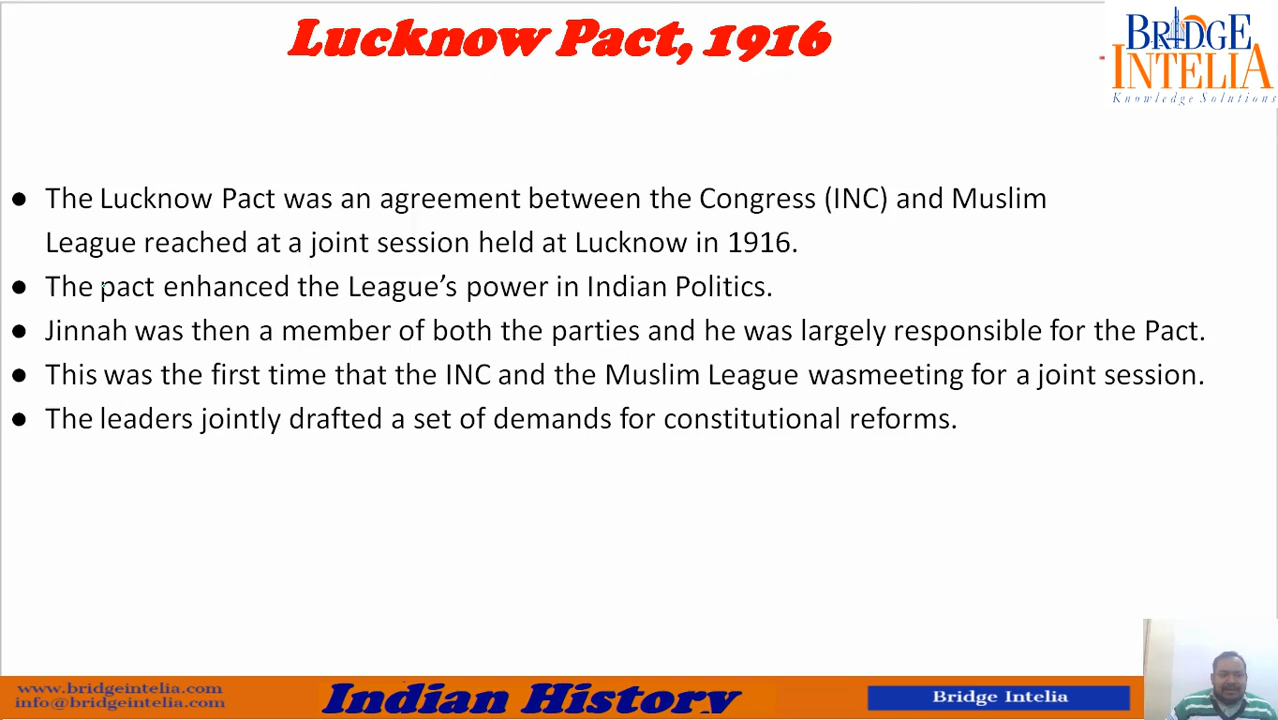 Lucknow Pact, 1916
BRIDGE
INTELIA
Knowledge Solutions
● The Lucknow Pact was an agreement between the Congress (INC) and Muslim
League reached at a joint session held at Lucknow in 1916.
● The pact enhanced the League’s power in Indian Politics.
● Jinnah was then a member of both the parties and he was largely responsible for the Pact.
● This was the first time that the INC and the Muslim League wasmeeting for a joint session.
● The leaders jointly drafted a set of demands for constitutional reforms.
www.bridgeintelia.com
info@bridgeintelia.com
Indian History
Bridge Intelia